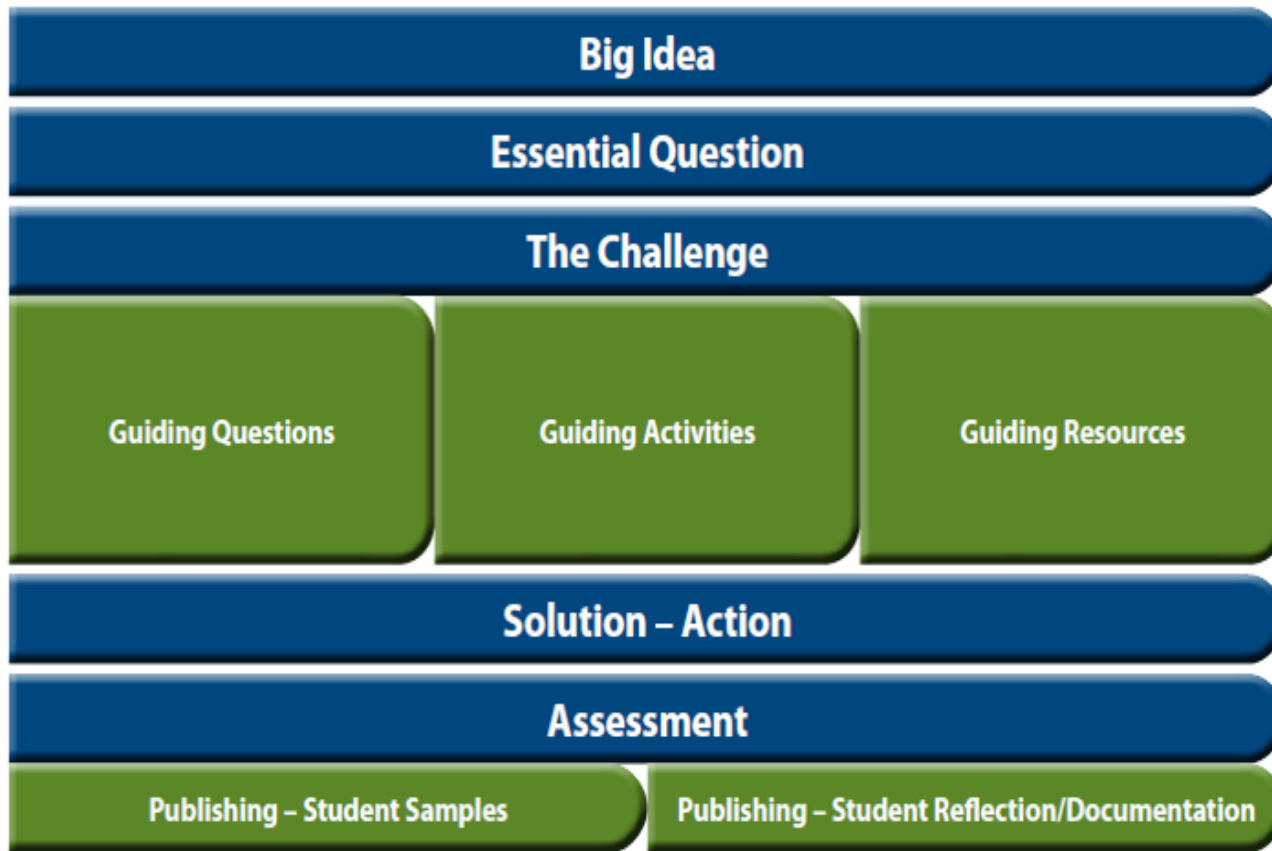 Big Idea
Essential Question
The Challenge
Guiding Questions
Guiding Activities
Guiding Resources
Solution – Action
Assessment
Publishing – Student Samples
Publishing – Student Reflection/Documentation